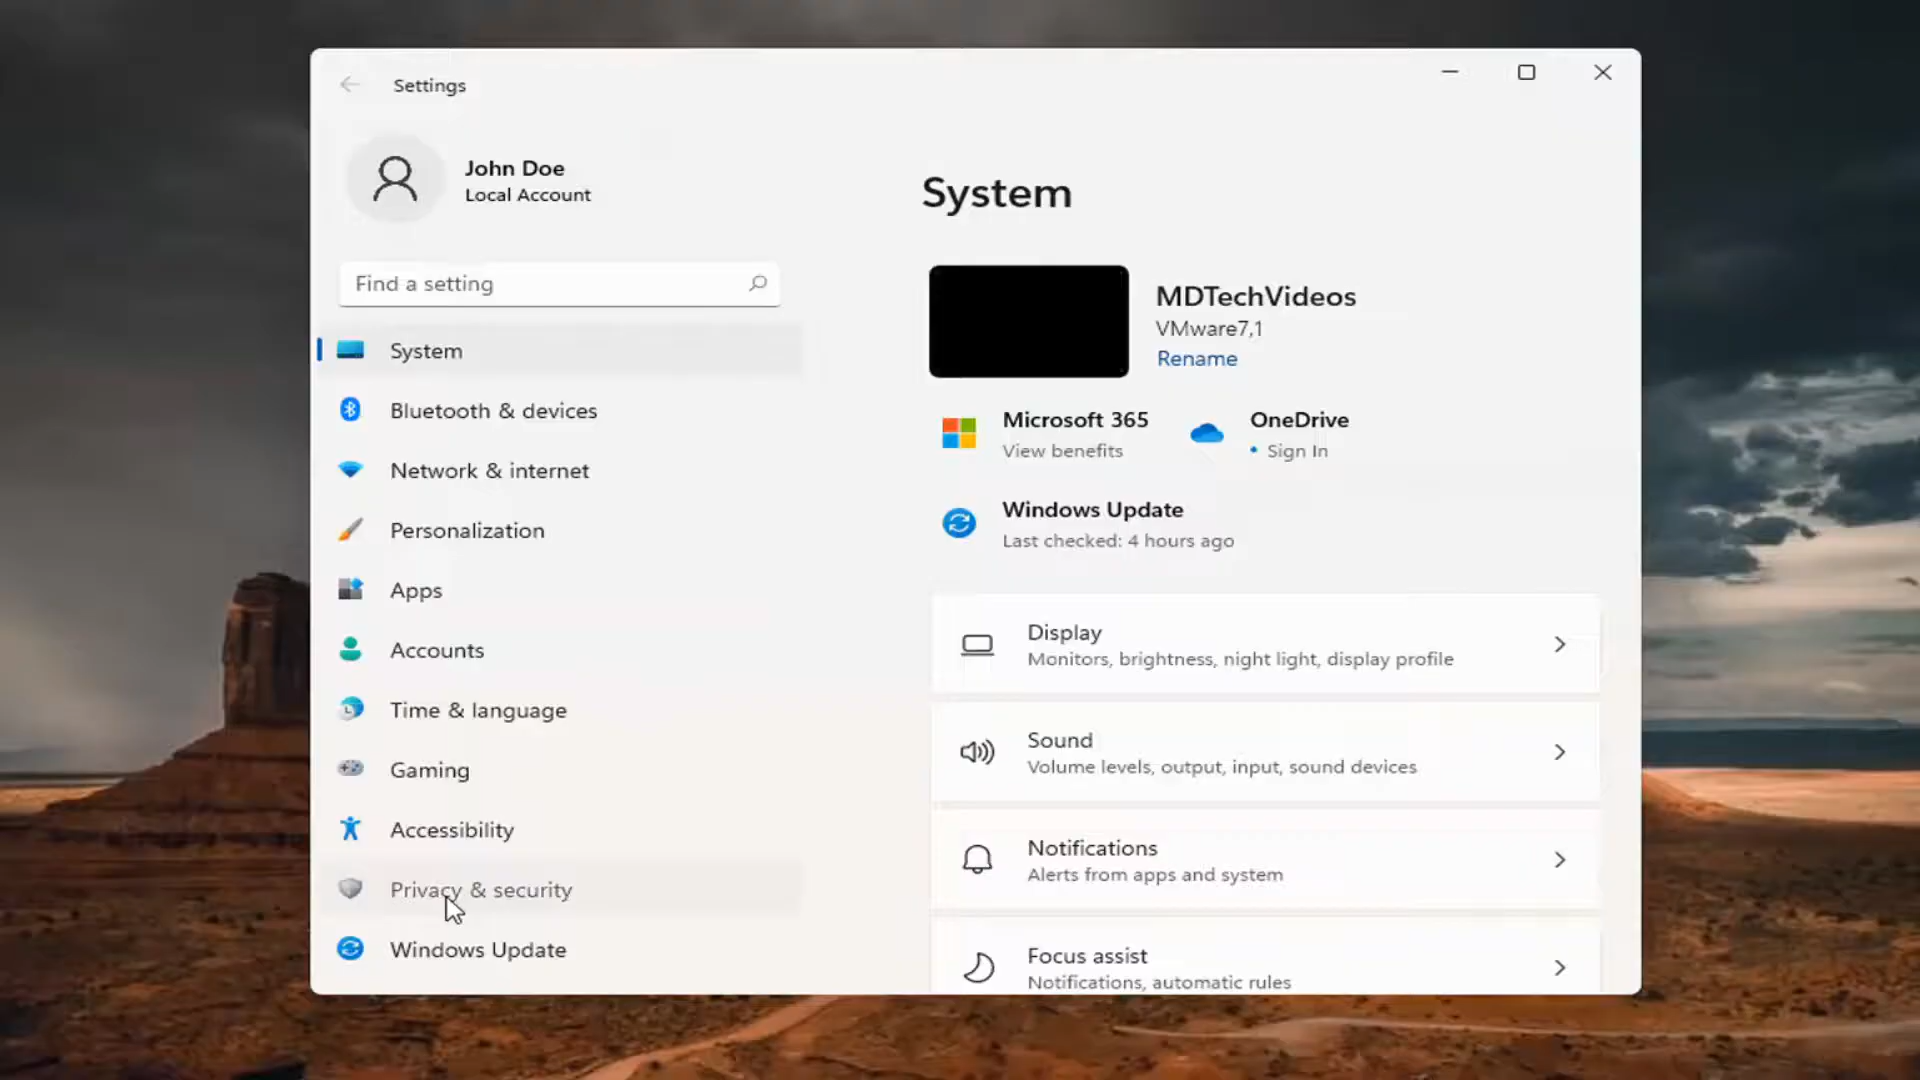 Settings
John Doe
Local Account
Find a setting
System
Bluetooth & devices
Network & internet
Personalization
Apps
Accounts
Time & language
Gaming
Accessibility
Privacy & security
Windows Update
System
MDTechVideos
VMware7,1
Rename
Microsoft 365
View benefits
OneDrive
• Sign In
Windows Update
Last checked: 4 hours ago
Display
Monitors, brightness, night light, display profile
Sound
Volume levels, output, input, sound devices
Notifications
Alerts from apps and system
Focus assist
Notifications, automatic rules